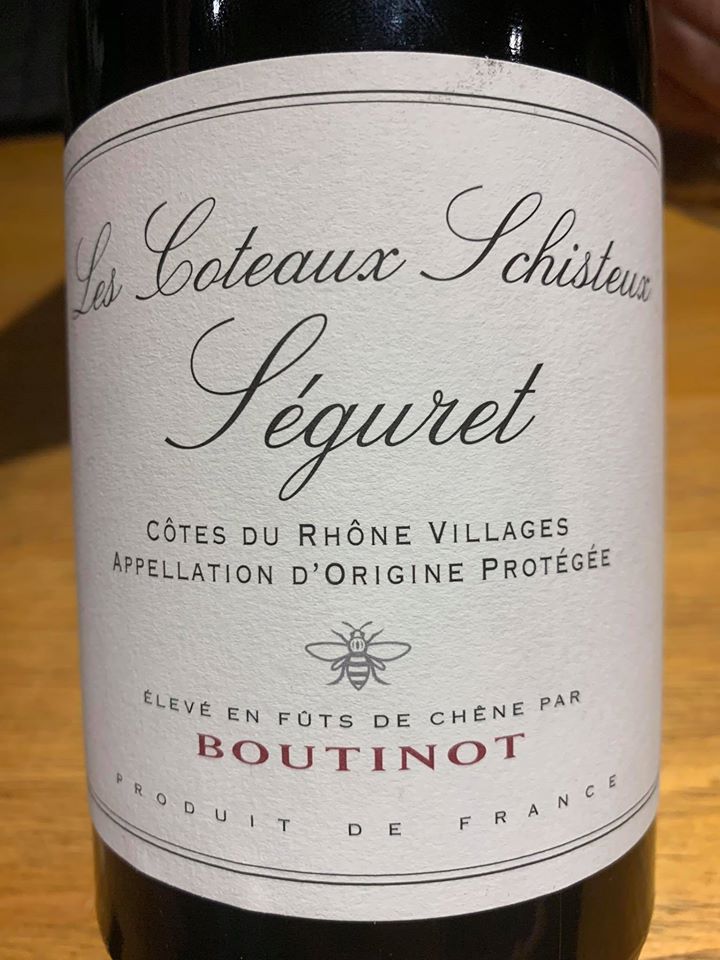 Les Coteaux Schisteux
Séguret
CÔTES DU RHÔNE VILLAGES
APPELLATION D'ORIGINE PROTÉGÉE
ÉLEVÉ EN FÛTS DE CHÊNE PAR
BOUTINOT
PRODUIT DE FRANCE